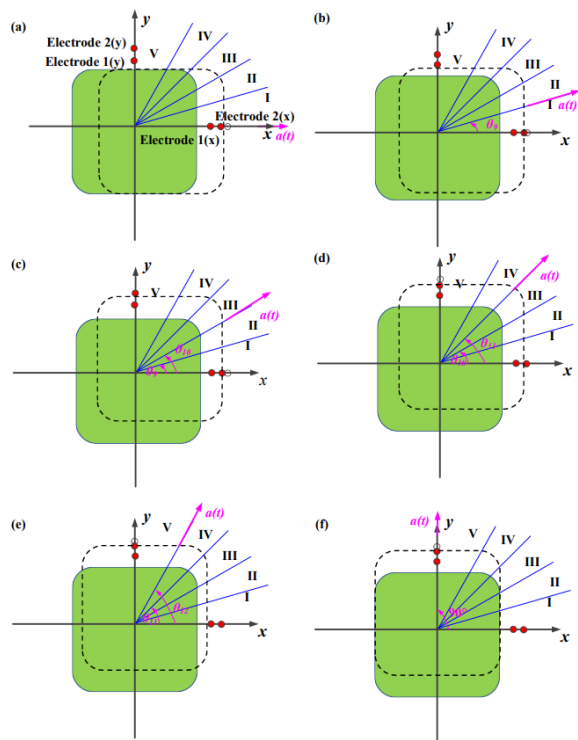 (a)
y
Electrode 2(y)
Electrode 1(y)
V
IV
III
II
I
Electrode 2(x)
Electrode 1(x)
x
a(t)
(b)
y
V
IV
III
II
I
a(t)
θ9
x
(c)
y
V
IV
III
a(t)
II
I
θ10
θ9
x
(d)
y
V
IV
a(t)
III
II
I
θ11
θ10
x
(e)
y
V
a(t)
IV
III
II
I
θ12
x
(f)
a(t)
y
V
IV
III
II
I
x